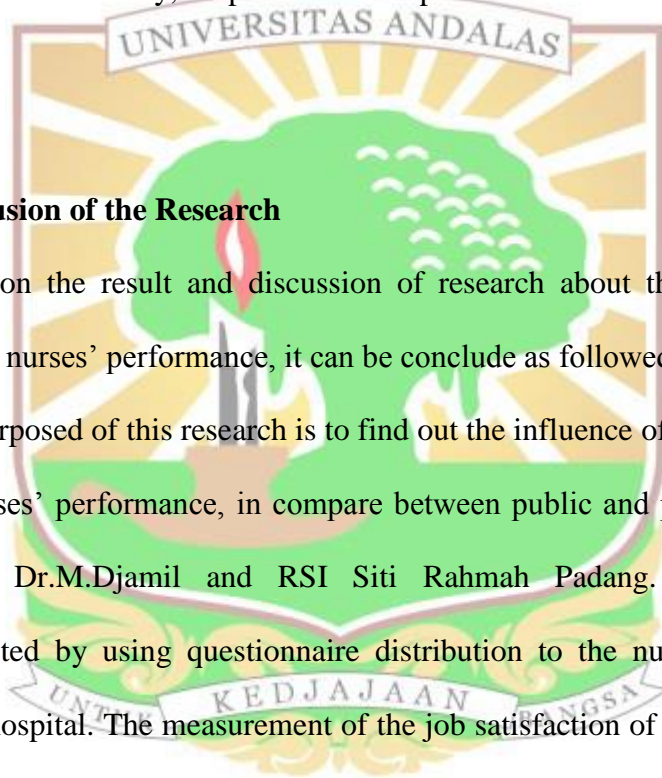 UNIVERSITAS ANDALAS
usion of the Research
on the result and discussion of research about th
nurses’ performance, it can be conclude as followed
rposed of this research is to find out the influence of
ses’ performance, in compare between public and p
Dr.M.Djamil and RSI Siti Rahmah Padang.
ted by using questionnaire distribution to the nu
ospital. The measurement of the job satisfaction of
UNTUK KEDJAJAAN BANGSA